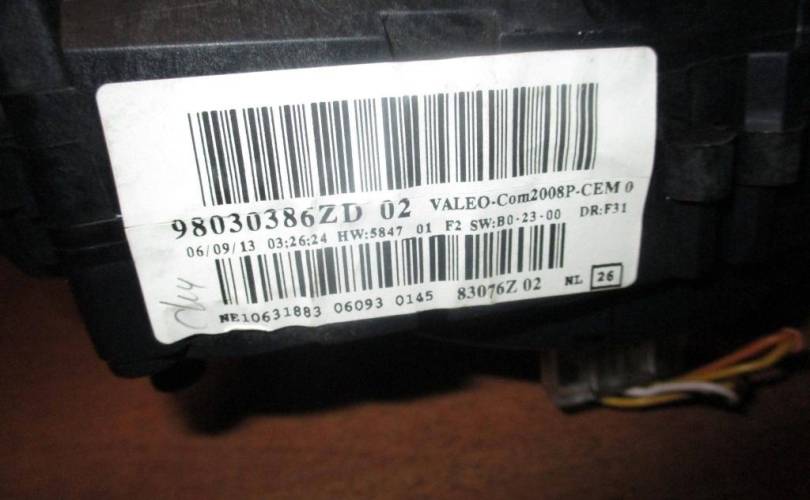 98030386ZD 02 VALEO-Com2008P-CEM 0
06/09/13 03:26:24 HW:5847 01 F2 SW:B0-23-00 DR:F31
NE10631883 06093 0145 83076Z 02 NL 26